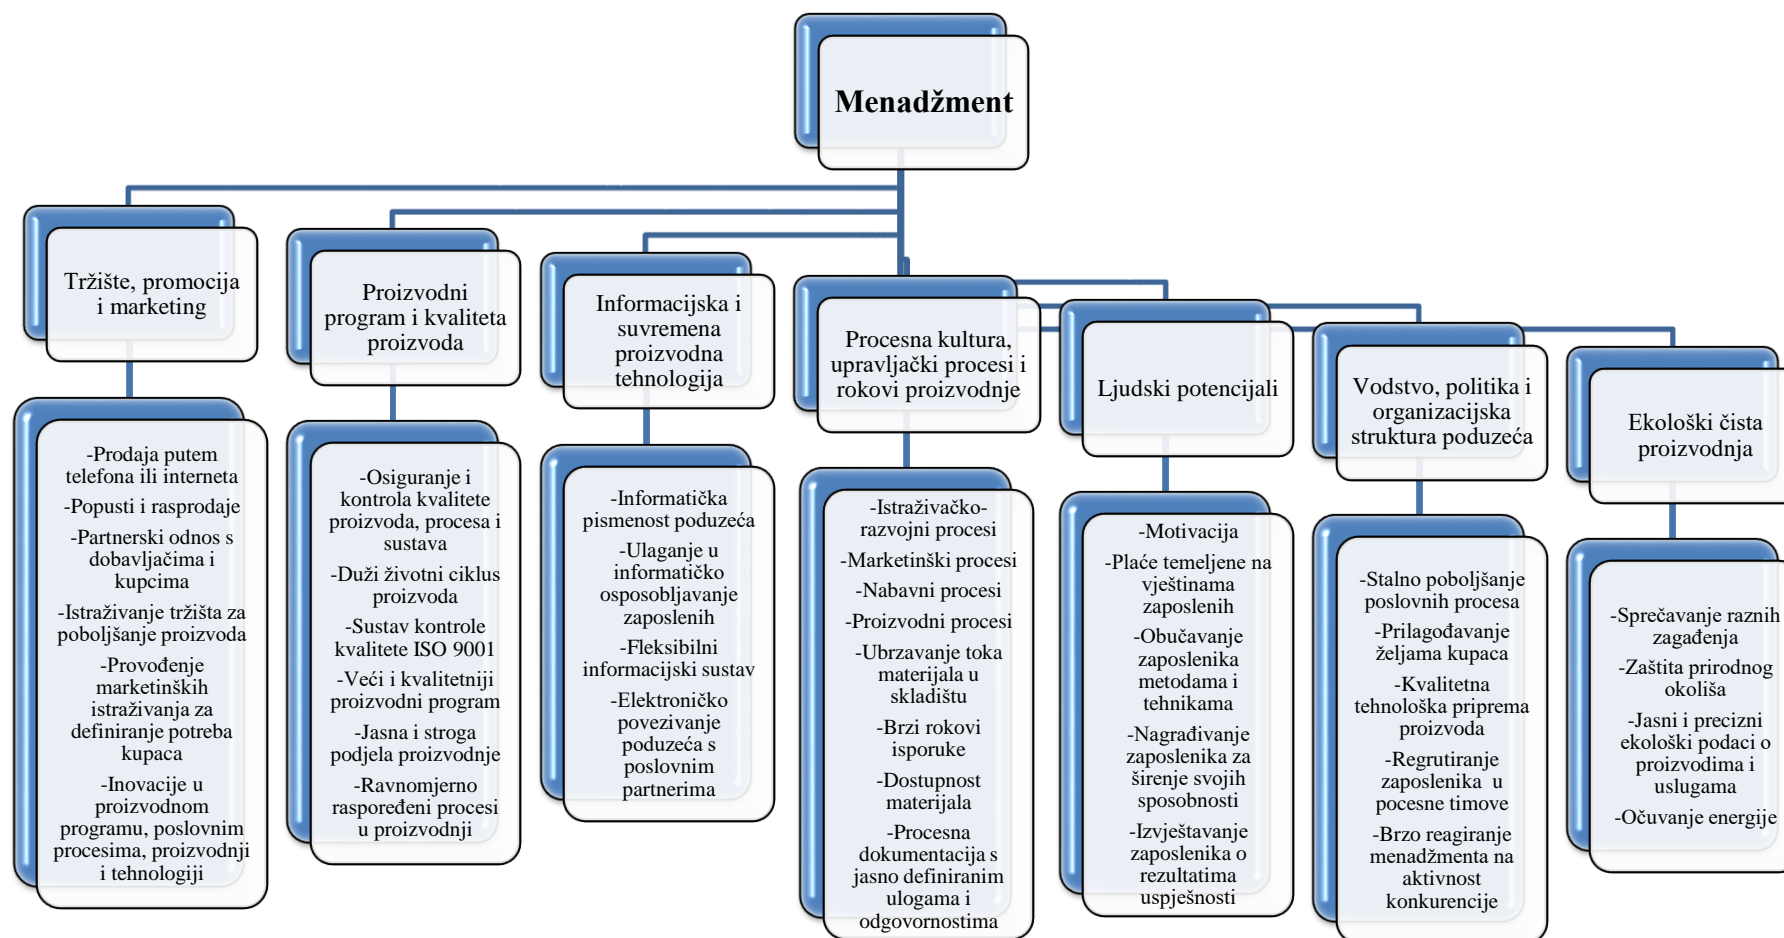 Menadžment
Tržište, promocija
i marketing
Proizvodni
program i kvaliteta
proizvoda
Informacijska i
suvremena
proizvodna
tehnologija
Procesna kultura,
upravljački procesi i
rokovi proizvodnje
Ljudski potencijali
Vodstvo, politika i
organizacijska
struktura poduzeća
Ekološki čista
proizvodnja
-Prodaja putem
telefona ili interneta
-Popusti i rasprodaje
-Partnerski odnos s
dobavljačima i
kupcima
-Istraživanje tržišta za
poboljšanje proizvoda
-Provođenje
marketinških
istraživanja za
definiranje potreba
kupaca
-Inovacije u
proizvodnom
programu, poslovnim
procesima, proizvodnji
i tehnologiji
-Osiguranje i
kontrola kvalitete
proizvoda, procesa i
sustava
-Duži životni ciklus
proizvoda
-Sustav kontrole
kvalitete ISO 9001
-Veći i kvalitetniji
proizvodni program
-Jasna i stroga
podjela proizvodnje
-Ravnomjerno
raspoređeni procesi
u proizvodnji
-Informatička
pismenost poduzeća
-Ulaganje u
informatičko
osposobljavanje
zaposlenih
-Fleksibilni
informacijski sustav
-Elektroničko
povezivanje
poduzeća s
poslovnim
partnerima
-Istraživačko-
razvojni procesi
-Marketinški procesi
-Nabavni procesi
-Proizvodni procesi
-Ubrzavanje toka
materijala u
skladištu
-Brzi rokovi
isporuke
-Dostupnost
materijala
-Procesna
dokumentacija s
jasno definiranim
ulogama i
odgovornostima
-Motivacija
-Plaće temeljene na
vještinama
zaposlenih
-Obučavanje
zaposlenika
metodama i
tehnikama
-Nagrađivanje
zaposlenika za
širenje svojih
sposobnosti
-Izvještavanje
zaposlenika o
rezultatima
uspješnosti
-Stalno poboljšanje
poslovnih procesa
-Prilagođavanje
željama kupaca
-Kvalitetna
tehnološka priprema
proizvoda
-Regrutiranje
zaposlenika u
pocesne timove
-Brzo reagiranje
menadžmenta na
aktivnost
konkurencije
-Sprečavanje raznih
zagađenja
-Zaštita prirodnog
okoliša
-Jasni i precizni
ekološki podaci o
proizvodima i
uslugama
-Očuvanje energije